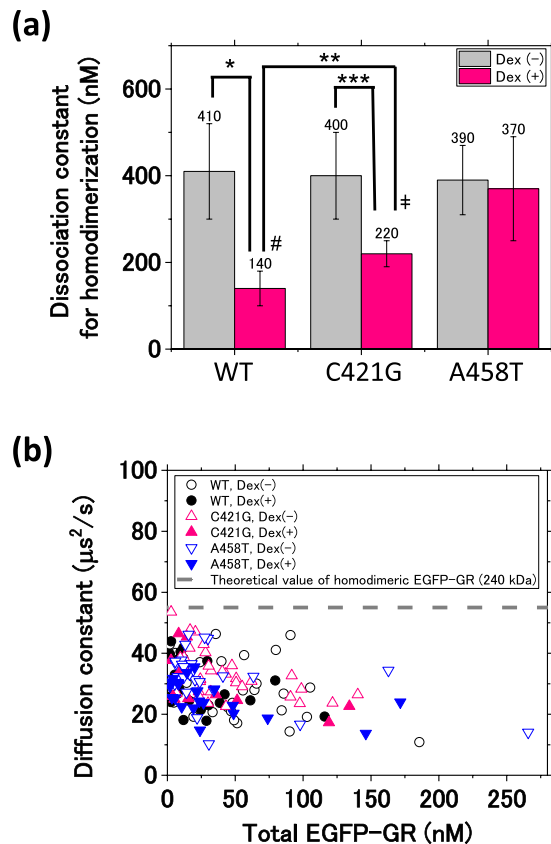 (a)
Dissociation constant
for homodimerization (nM)
600
400
200
0
Dex (-)
Dex (+)
*
**
***
410
140
#
400
220
ǂ
390
370
WT
C421G
A458T
(b)
Diffusion constant (μs²/s)
100
80
60
40
20
0
WT, Dex(-)
WT, Dex(+)
C421G, Dex(-)
C421G, Dex(+)
A458T, Dex(-)
A458T, Dex(+)
Theoretical value of homodimeric EGFP-GR (240 kDa)
0 50 100 150 200 250
Total EGFP-GR (nM)